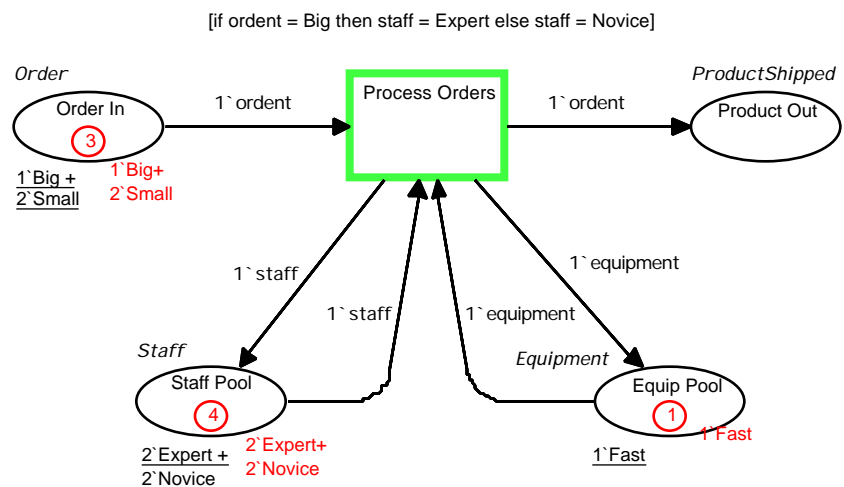 [if ordent = Big then staff = Expert else staff = Novice]
Order
ProductShipped
Order In
3
1`Big +
2`Small
1`Big+
2`Small
1`ordent
Process Orders
1`ordent
Product Out
1`staff
1`staff
1`equipment
1`equipment
Staff
Staff Pool
4
2`Expert +
2`Novice
2`Expert+
2`Novice
Equipment
Equip Pool
1
1`Fast
1`Fast